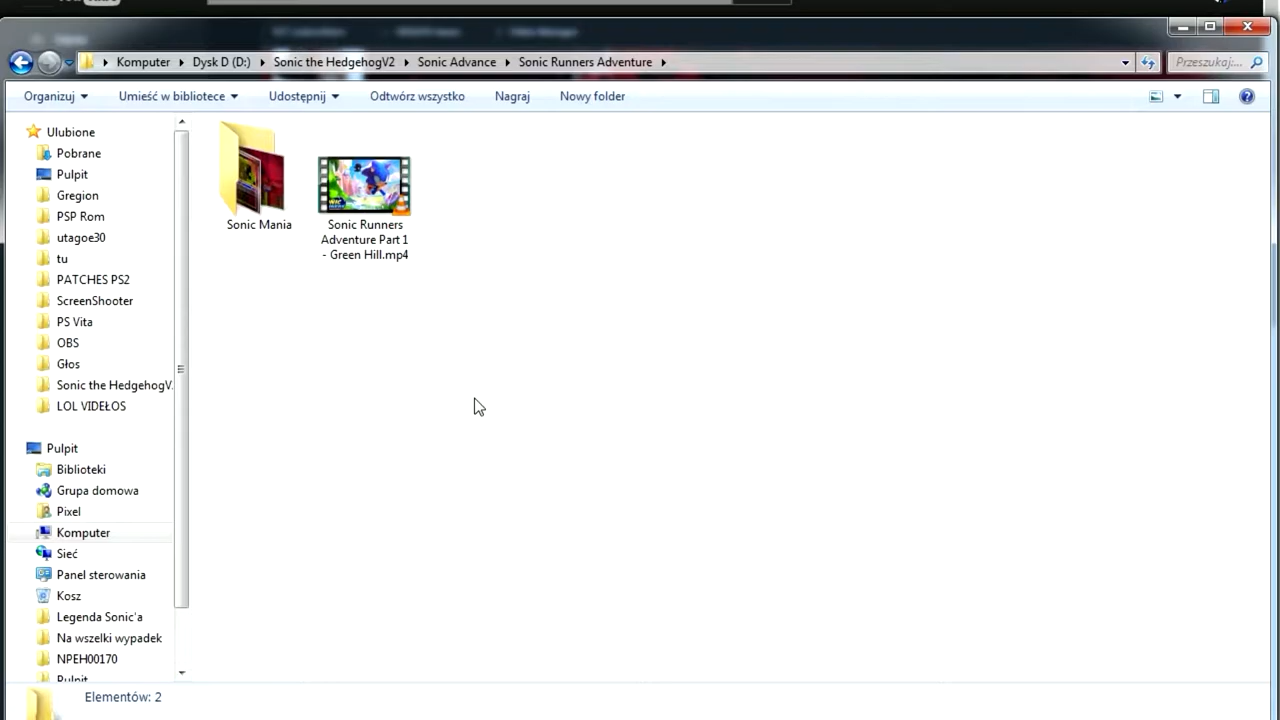 Komputer Dysk D (D:) Sonic the HedgehogV2 Sonic Advance Sonic Runners Adventure Przeszukaj:...
Organizuj Umieść w bibliotece Udostępnij Odtwórz wszystko Nagraj Nowy folder
Ulubione
Pobrane
Pulpit
Gregion
PSP Rom
utagoe30
tu
PATCHES PS2
ScreenShooter
PS Vita
OBS
Głos
Sonic the HedgehogV.
LOL VIDEŁOS
Pulpit
Biblioteki
Grupa domowa
Pixel
Komputer
Sieć
Panel sterowania
Kosz
Legenda Sonic'a
Na wszelki wypadek
NPEH00170
Pulpit
Sonic Mania
Sonic Runners
Adventure Part 1
- Green Hill.mp4
Elementów: 2